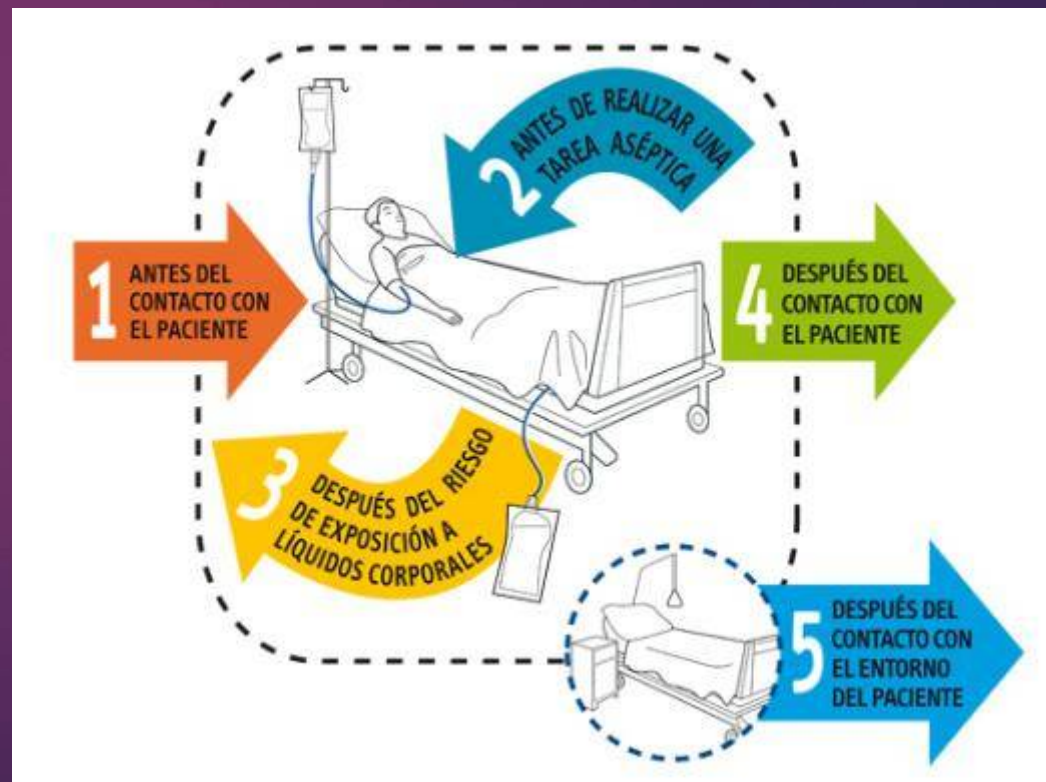 1
ANTES DEL
CONTACTO CON
EL PACIENTE
2
ANTES DE REALIZAR UNA
TAREA ASÉPTICA
3
DESPUÉS DEL RIESGO
DE EXPOSICIÓN A
LÍQUIDOS CORPORALES
4
DESPUÉS DEL
CONTACTO CON
EL PACIENTE
5
DESPUÉS DEL
CONTACTO CON
EL ENTORNO
DEL PACIENTE